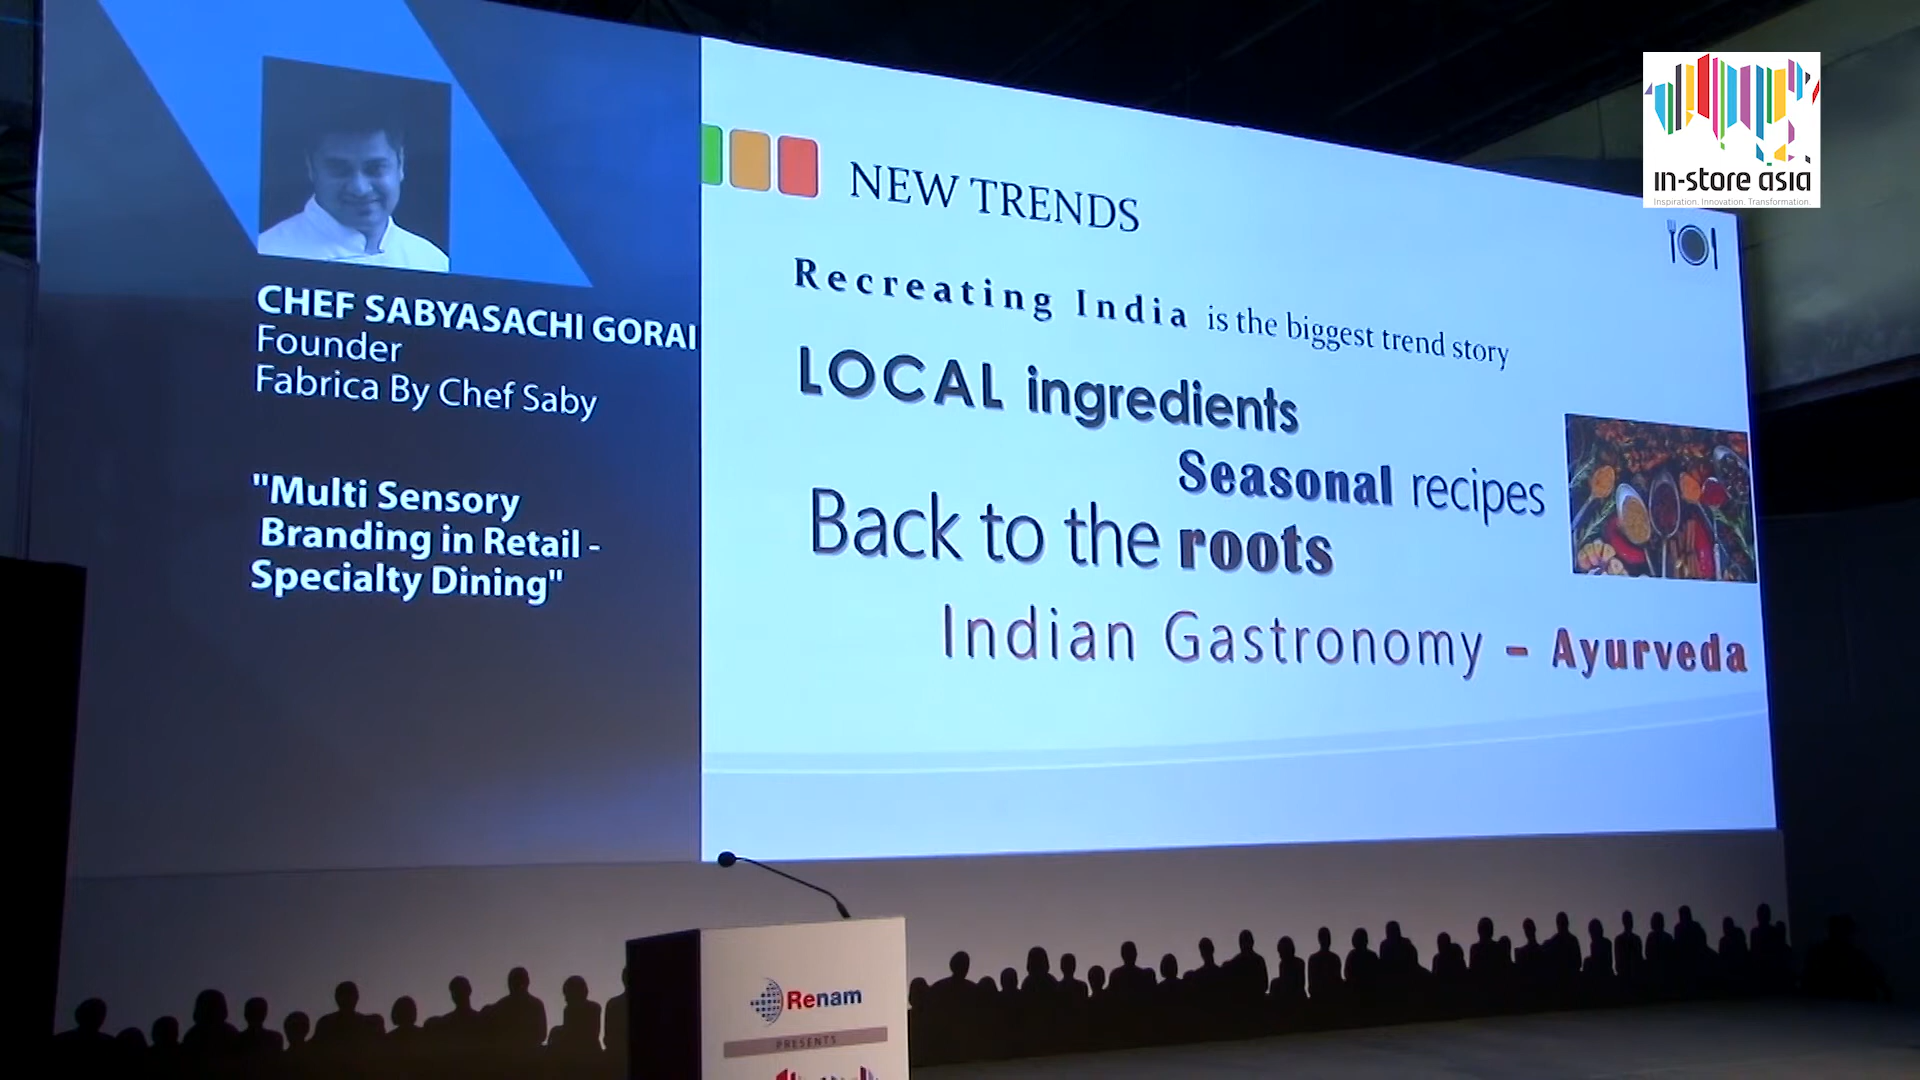 in-store asia
Inspiration. Innovation. Transformation.
CHEF SABYASACHI GORAI
Founder
Fabrica By Chef Saby
"Multi Sensory
Branding in Retail -
Specialty Dining"
NEW TRENDS
Recreating India is the biggest trend story
LOCAL ingredients
Seasonal recipes
Back to the roots
Indian Gastronomy – Ayurveda
Renam
PRESENTS